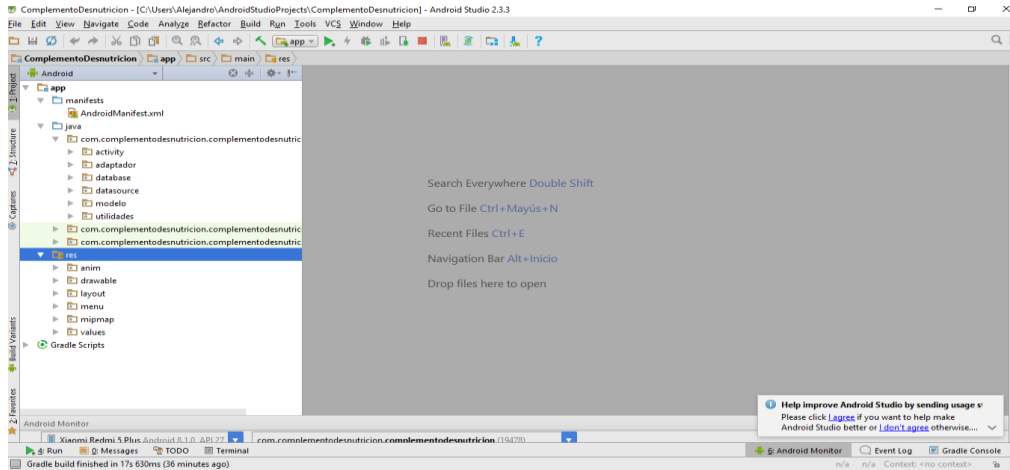 ComplementoDesnutricion - [C:\Users\Alejandro\AndroidStudioProjects\ComplementoDesnutricion] - Android Studio 2.3.3
File Edit View Navigate Code Analyze Refactor Build Run Tools VCS Window Help
app
ComplementoDesnutricion app src main res
1: Project
Android
app
manifests
AndroidManifest.xml
java
com.complementodesnutricion.complementodesnutric
activity
adaptador
database
datasource
modelo
utilidades
com.complementodesnutricion.complementodesnutric
com.complementodesnutricion.complementodesnutric
res
anim
drawable
layout
menu
mipmap
values
Gradle Scripts
2: Structure
Captures
Build Variants
2: Favorites
Search Everywhere Double Shift
Go to File Ctrl+Mayús+N
Recent Files Ctrl+E
Navigation Bar Alt+Inicio
Drop files here to open
Help improve Android Studio by sending usage s
Please click I agree if you want to help make
Android Studio better or I don't agree otherwise....
Android Monitor
Xiaomi Redmi 5 Plus Android 8.1.0, API 27
com.complementodesnutricion.complementodesnutricion (19478)
4: Run 0: Messages TODO Terminal
6: Android Monitor Event Log Gradle Console
Gradle build finished in 17s 630ms (36 minutes ago)
n/a n/a Context: <no context>